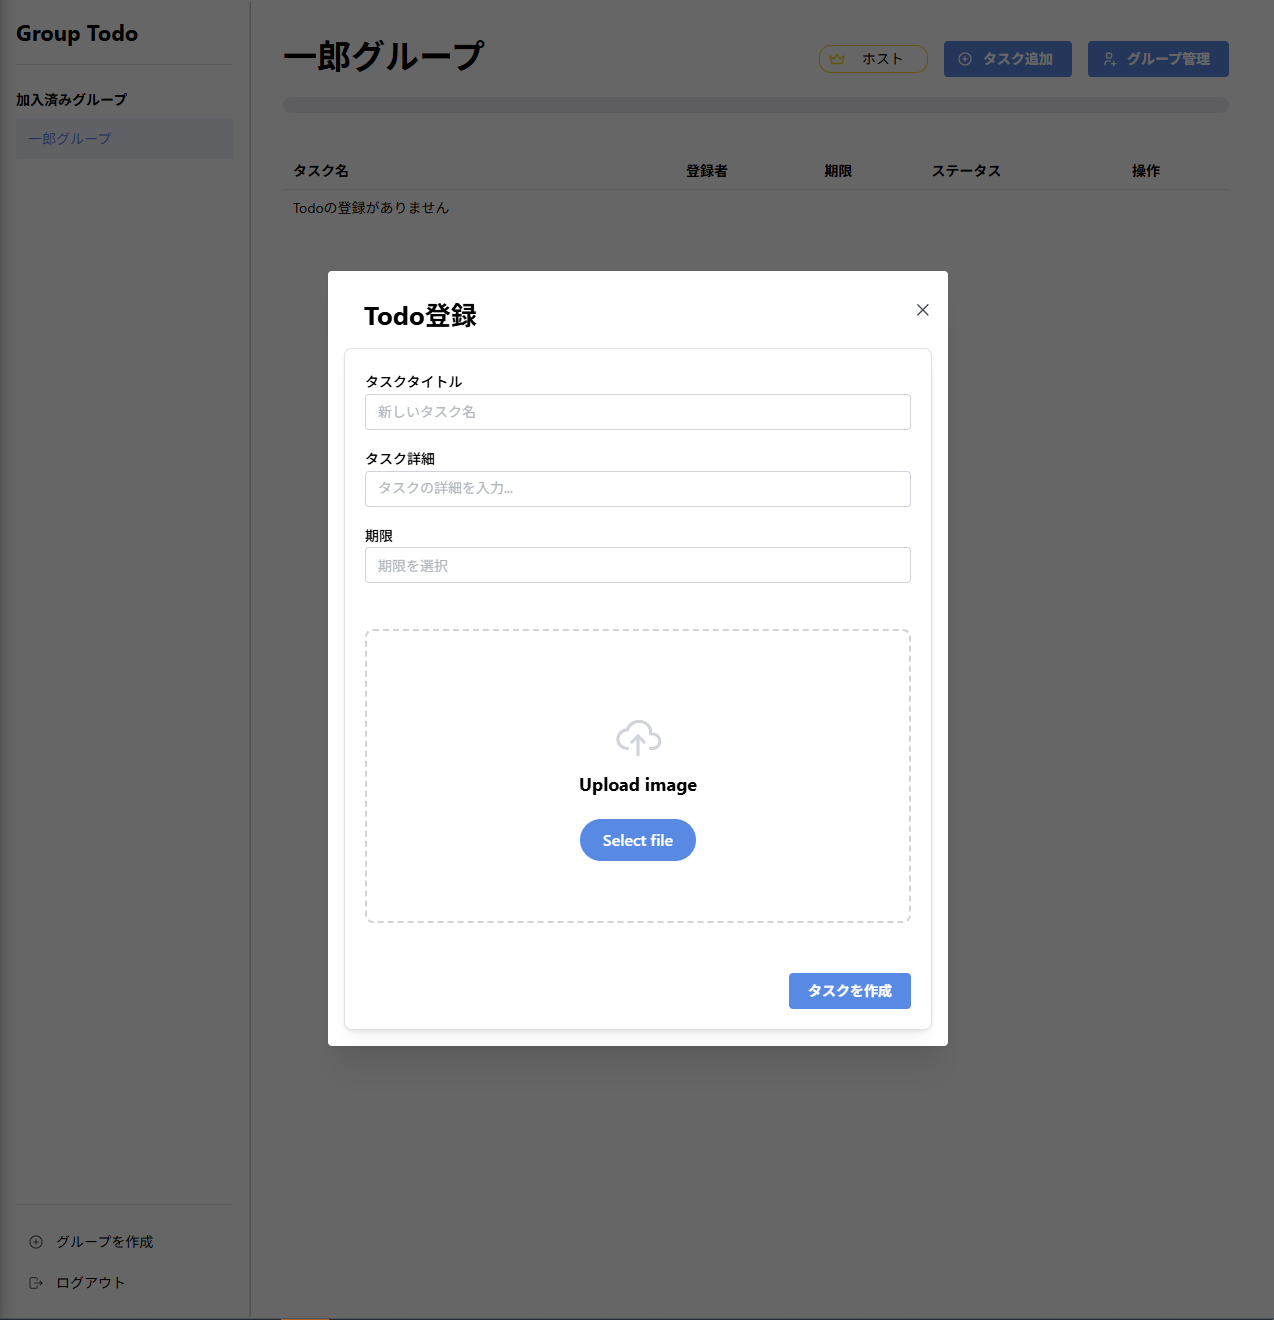 Group Todo
加入済みグループ
一郎グループ
グループを作成
ログアウト
一郎グループ
ホスト
タスク追加
グループ管理
タスク名 登録者 期限 ステータス 操作
Todoの登録がありません
Todo登録
タスクタイトル
新しいタスク名
タスク詳細
タスクの詳細を入力...
期限
期限を選択
Upload image
Select file
タスクを作成